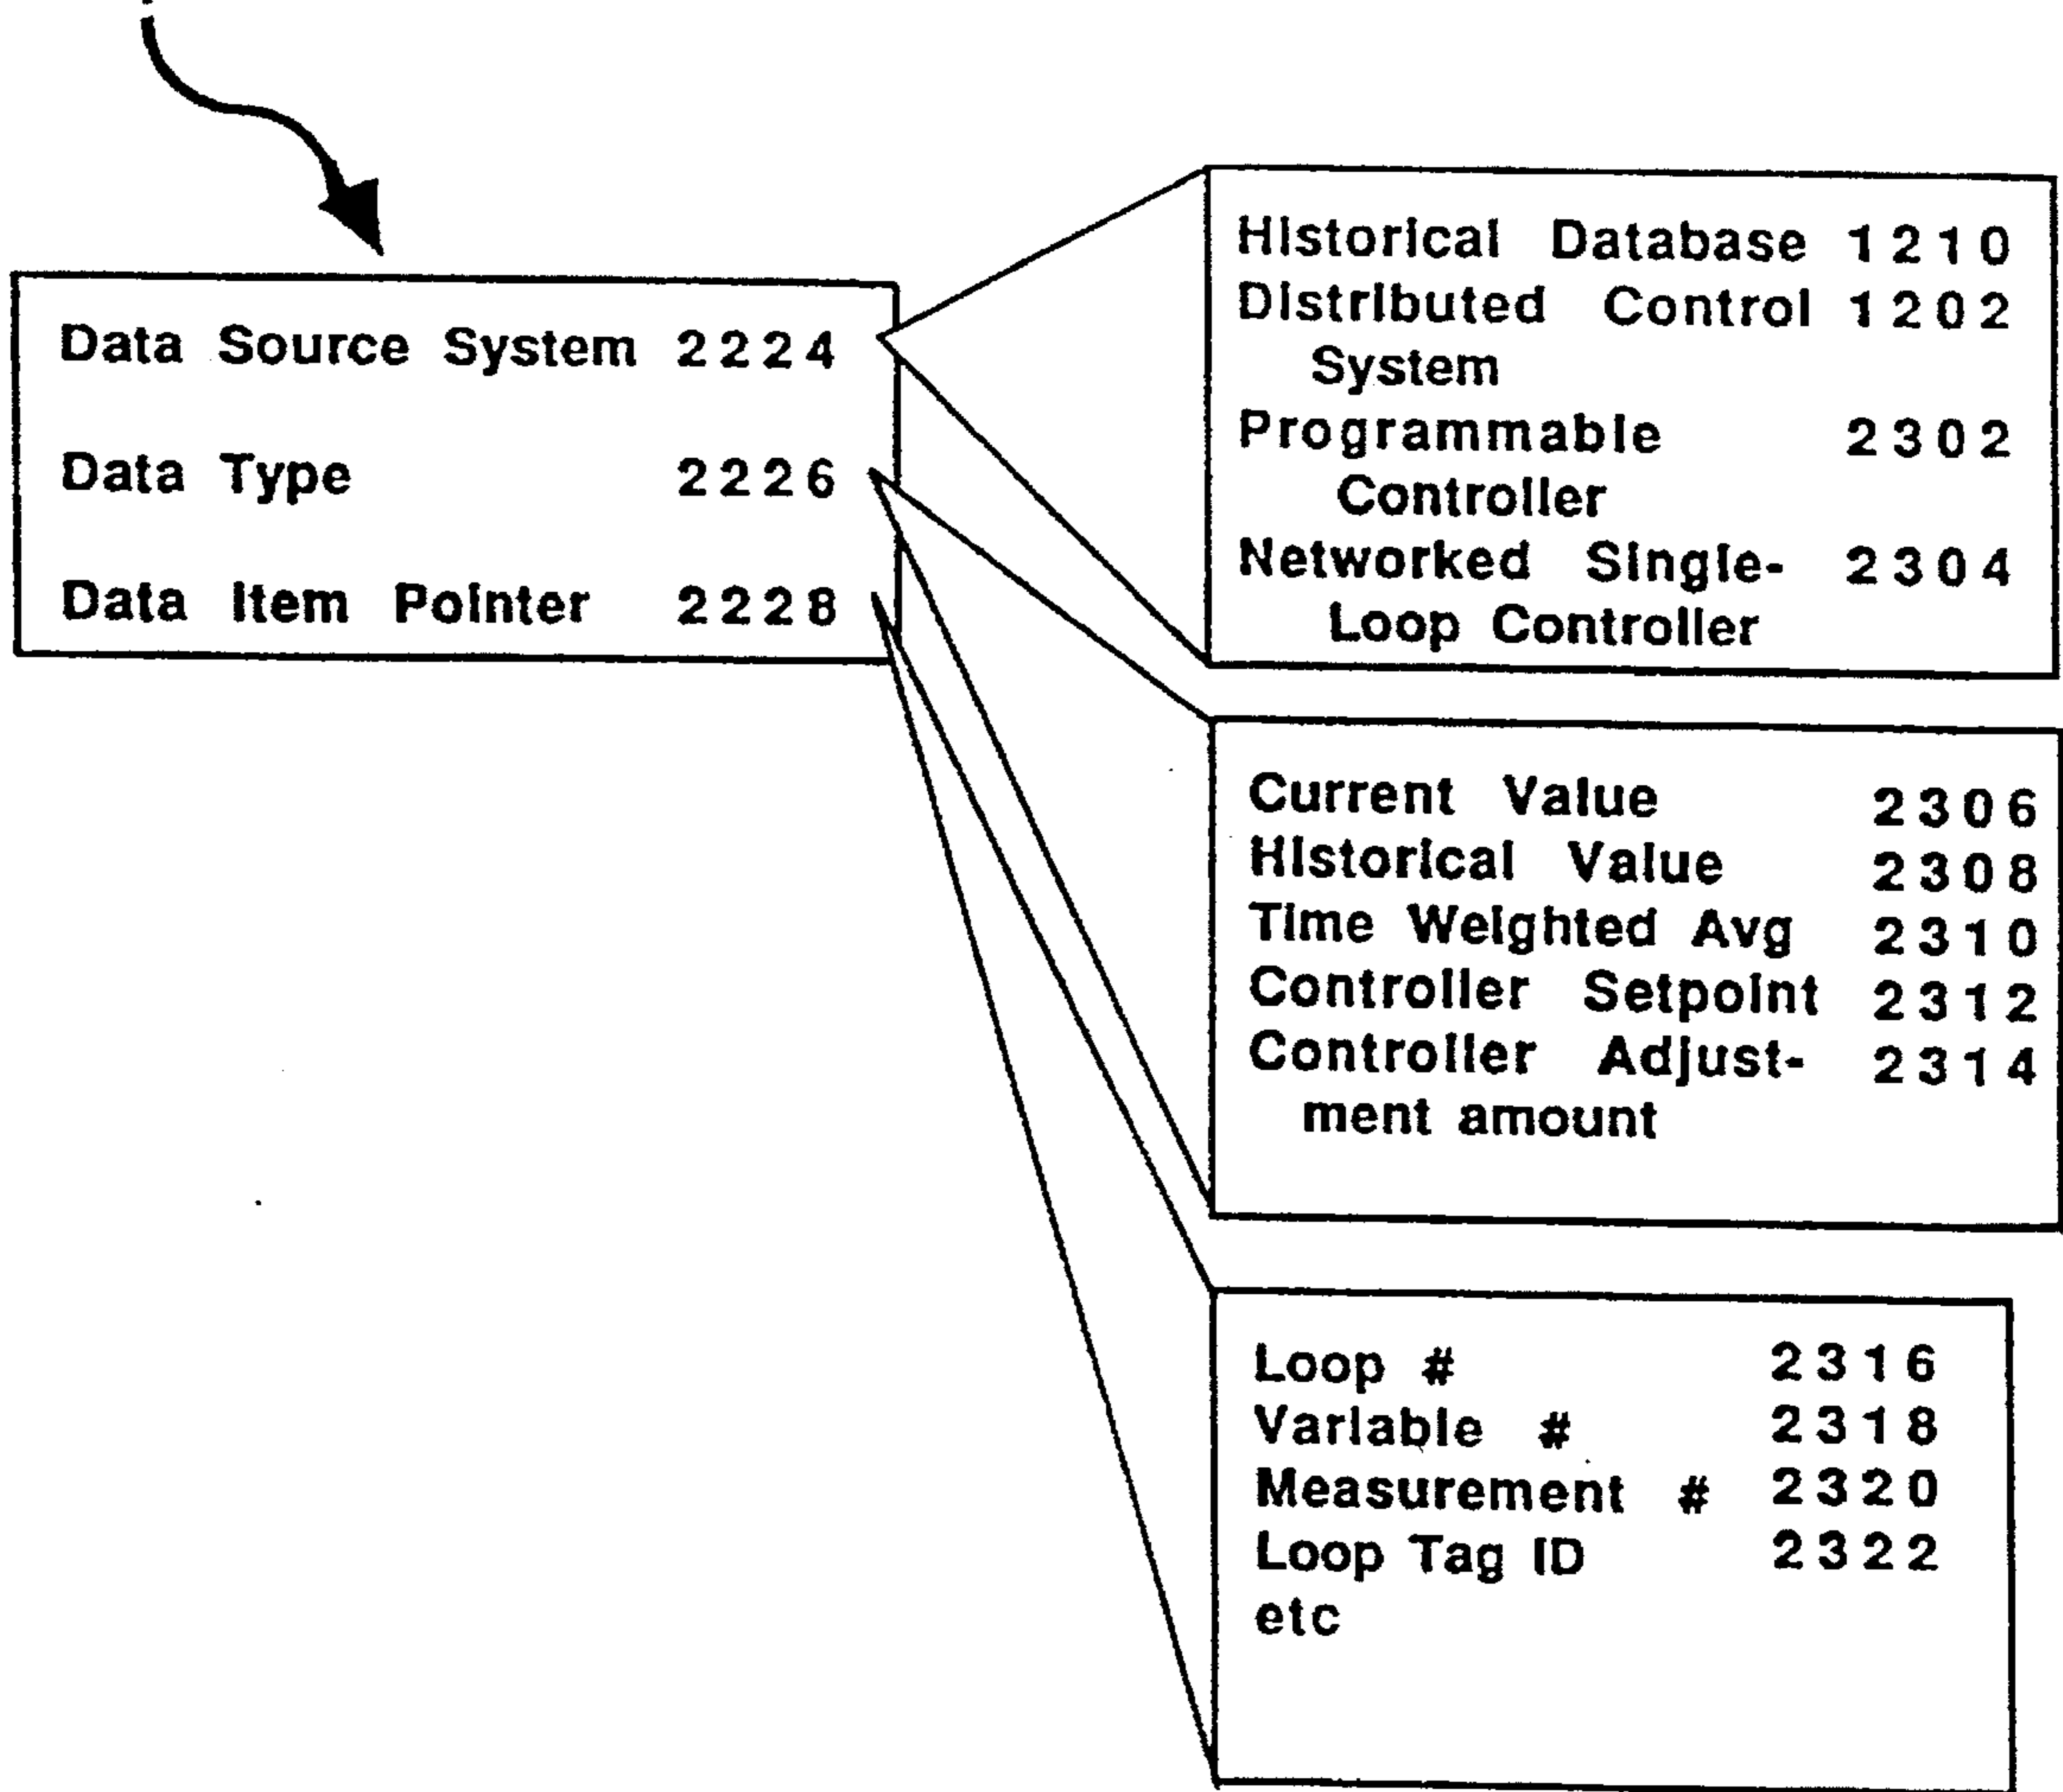 Data Source System 2224
Data Type 2226
Data Item Pointer 2228
Historical Database 1210
Distributed Control 1202
System
Programmable 2302
Controller
Networked Single- 2304
Loop Controller
Current Value 2306
Historical Value 2308
Time Weighted Avg 2310
Controller Setpoint 2312
Controller Adjust- 2314
ment amount
Loop # 2316
Variable # 2318
Measurement # 2320
Loop Tag ID 2322
etc